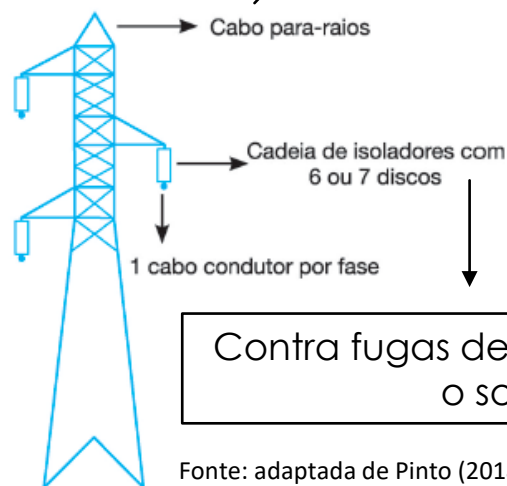 Cabo para-raios
Cadeia de isoladores com
6 ou 7 discos
1 cabo condutor por fase
Contra fugas de
o
Fonte: adaptada de Pinto (201